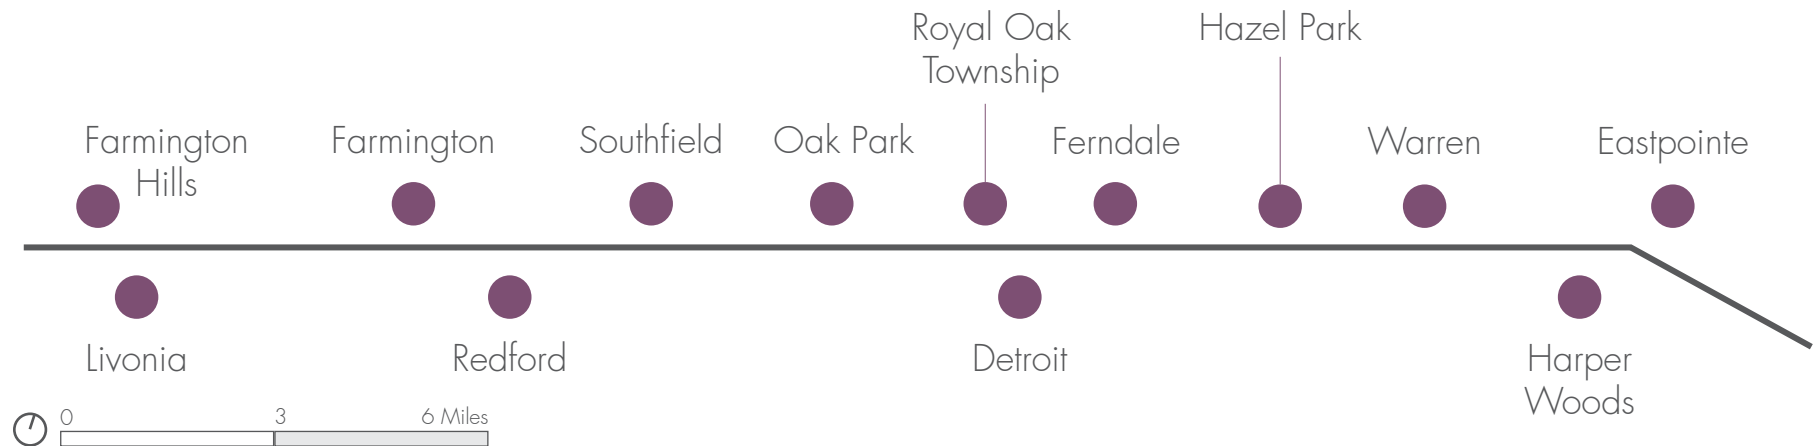 Royal Oak
Township
Hazel Park
Farmington
Hills
Farmington
Southfield
Oak Park
Ferndale
Warren
Eastpointe
Livonia
Redford
Detroit
Harper
Woods
0 3 6 Miles